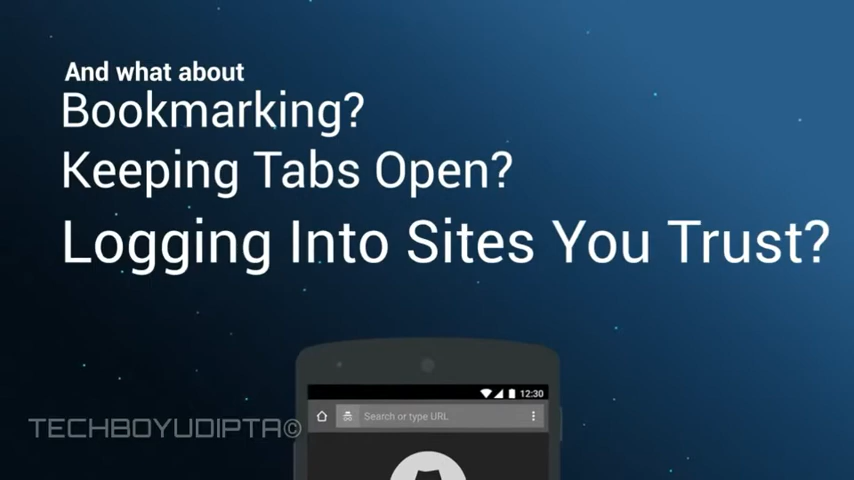 And what about
Bookmarking?
Keeping Tabs Open?
Logging Into Sites You Trust?
12:30
Search or type URL
TECHBOYUDIPTA©